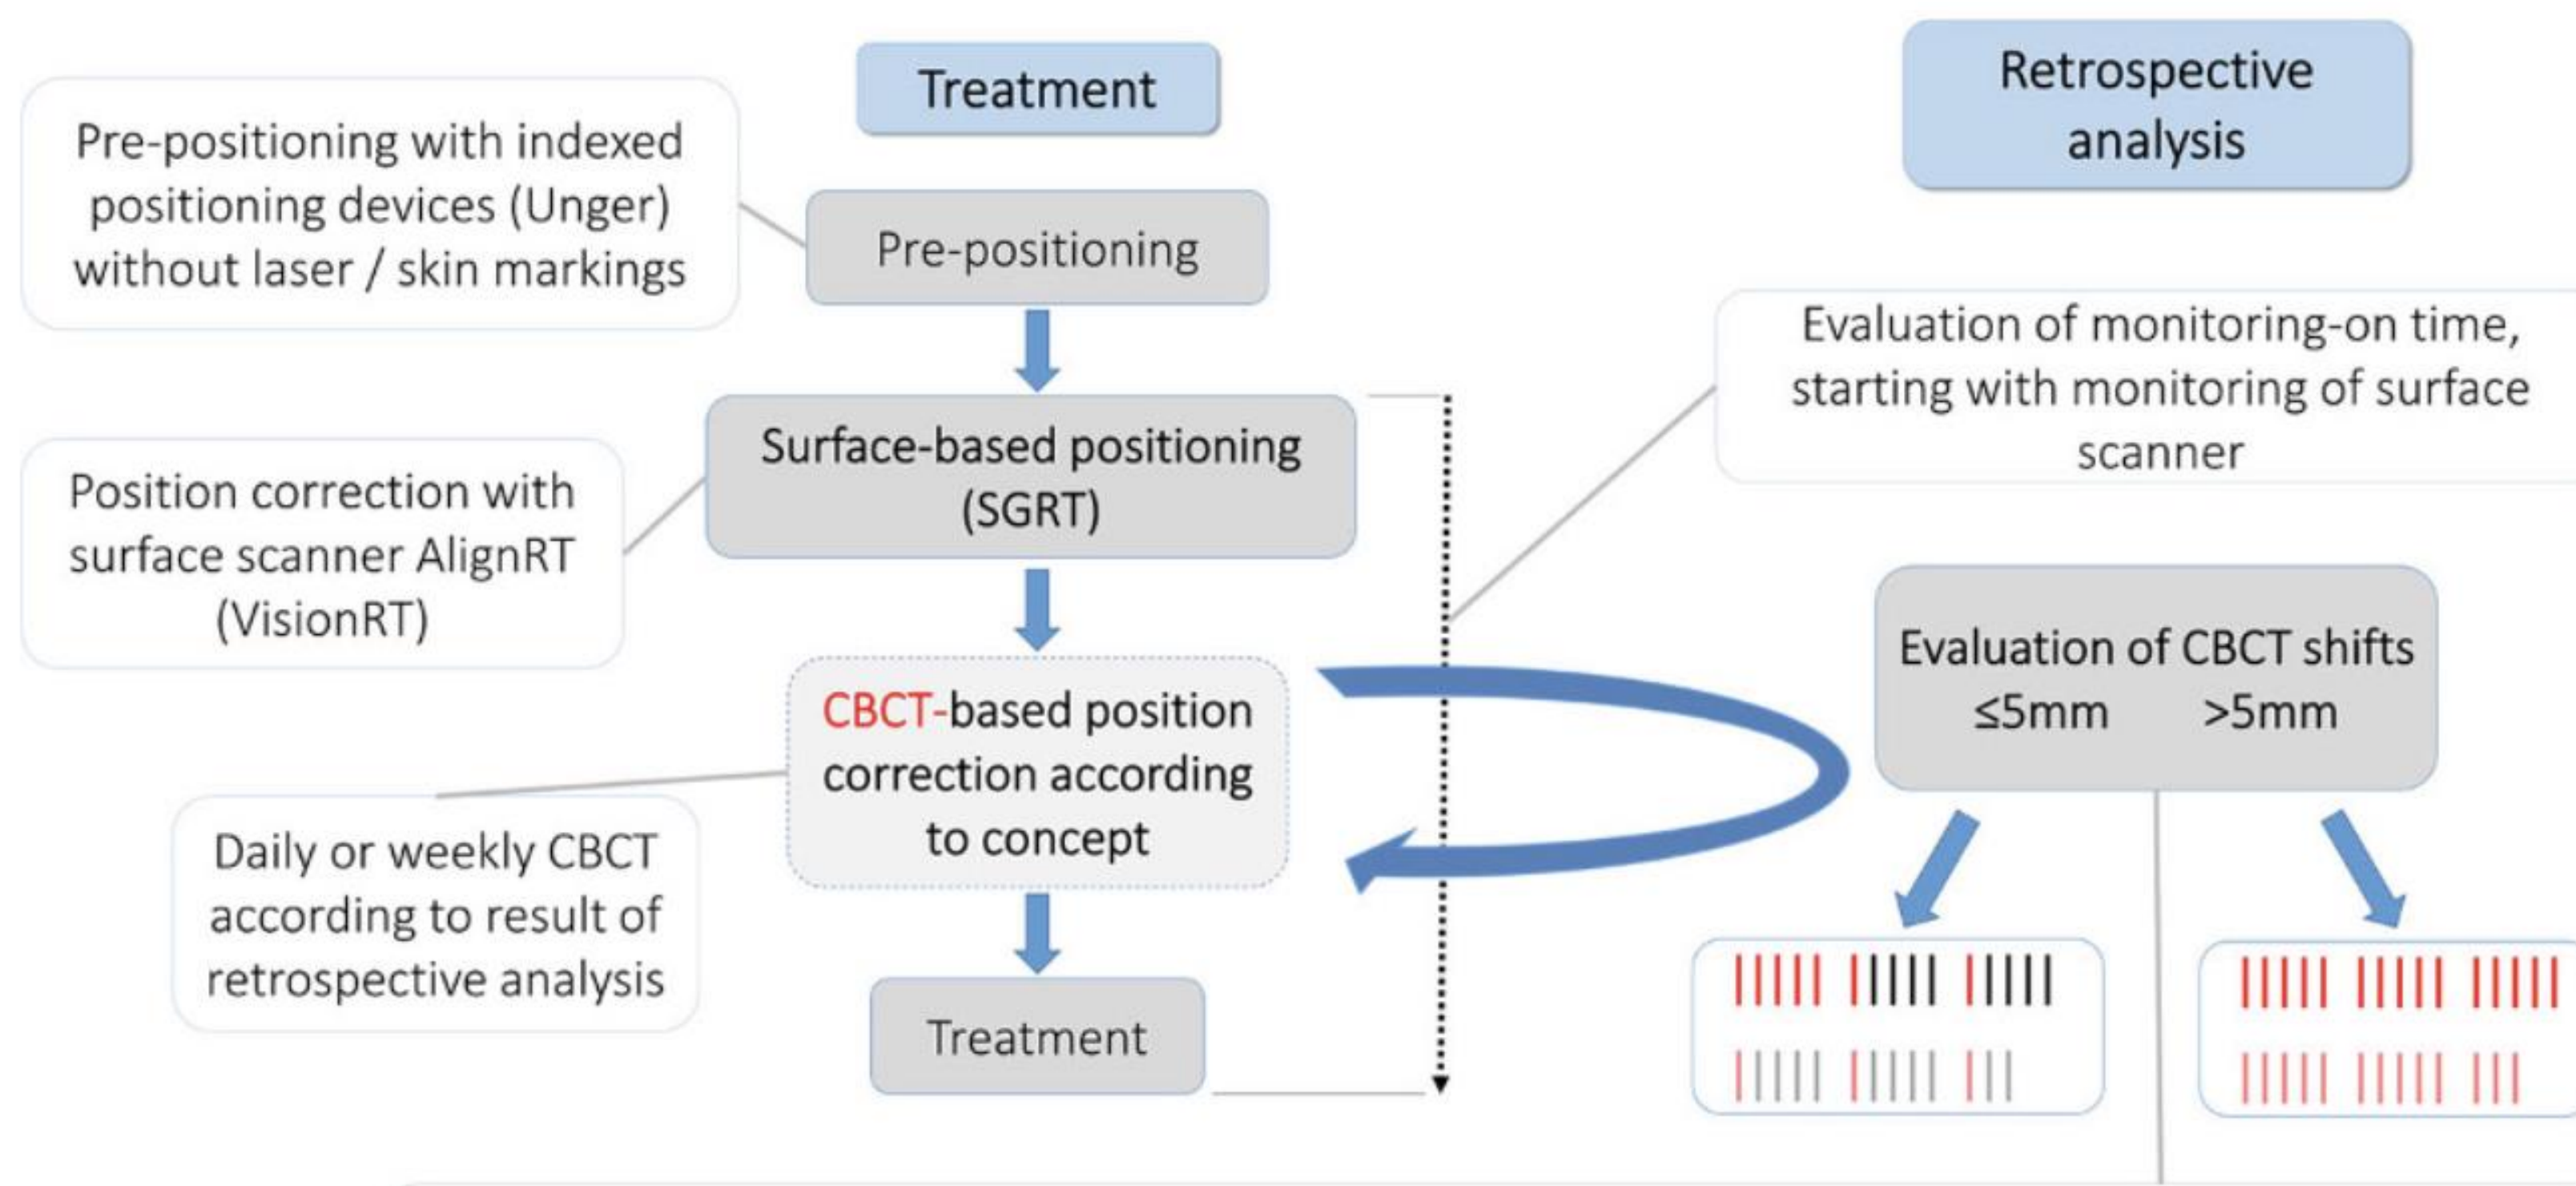 Treatment
Retrospective
analysis
Pre-positioning with indexed
positioning devices (Unger)
without laser / skin markings
Pre-positioning
Evaluation of monitoring-on time,
starting with monitoring of surface
scanner
Surface-based positioning
(SGRT)
Position correction with
surface scanner AlignRT
(VisionRT)
Evaluation of CBCT shifts
≤5mm >5mm
CBCT-based position
correction according
to concept
Daily or weekly CBCT
according to result of
retrospective analysis
Treatment